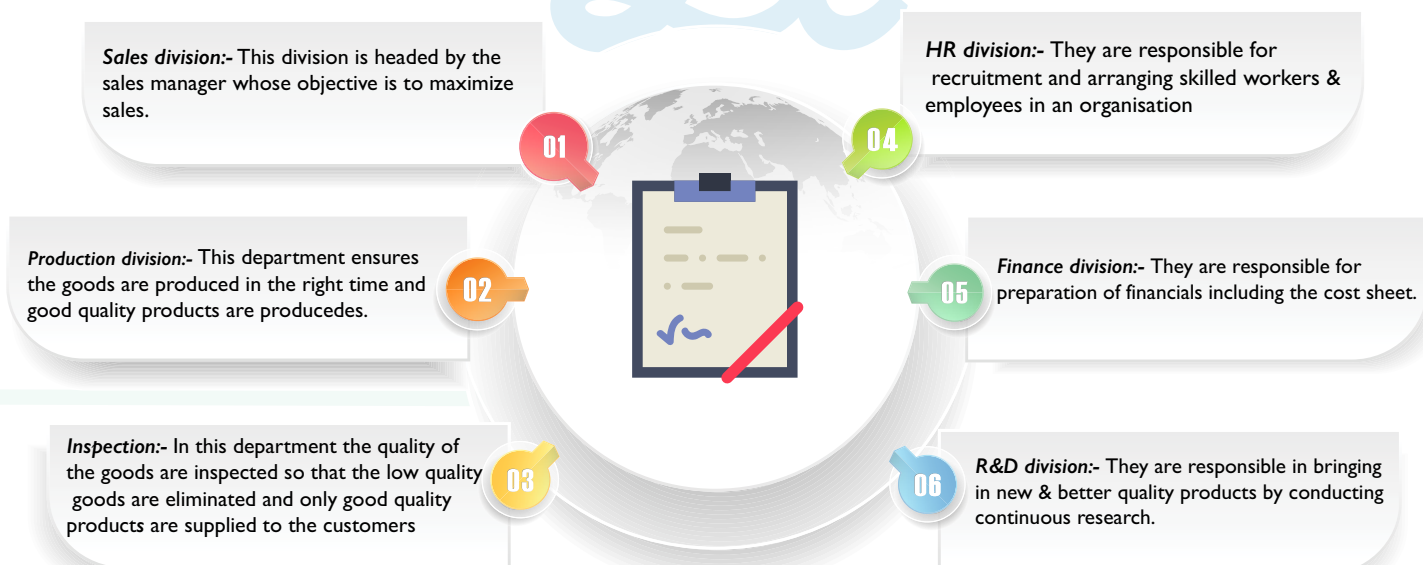 Sales division:- This division is headed by the
sales manager whose objective is to maximize
sales.
01
Production division:- This department ensures
the goods are produced in the right time and
good quality products are producedes.
02
Inspection:- In this department the quality of
the goods are inspected so that the low quality
goods are eliminated and only good quality
products are supplied to the customers
03
HR division:- They are responsible for
recruitment and arranging skilled workers &
employees in an organisation
04
Finance division:- They are responsible for
preparation of financials including the cost sheet.
05
R&D division:- They are responsible in bringing
in new & better quality products by conducting
continuous research.
06